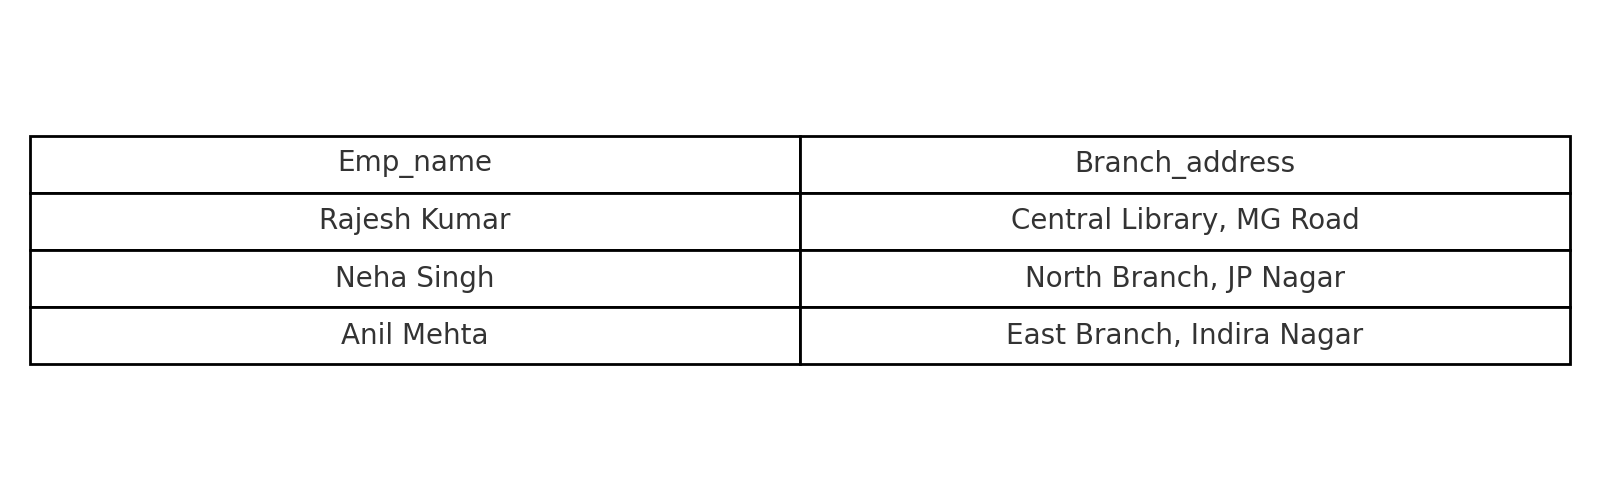 Emp_name Branch_address
Rajesh Kumar Central Library, MG Road
Neha Singh North Branch, JP Nagar
Anil Mehta East Branch, Indira Nagar